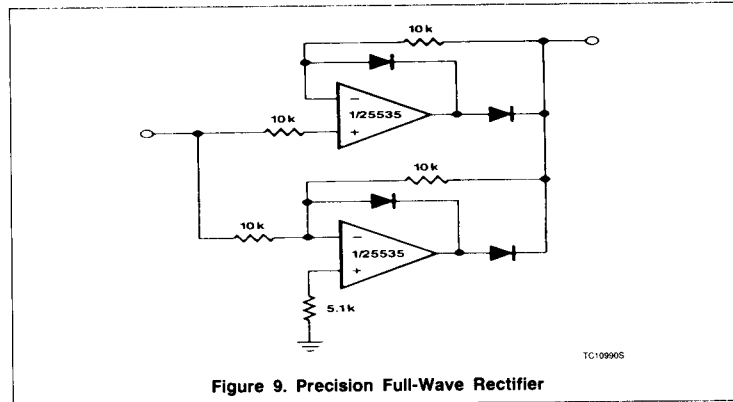 10k
−
1/25535
+
10k
10k
10k
−
1/25535
+
5.1k
TC10990S
Figure 9. Precision Full-Wave Rectifier